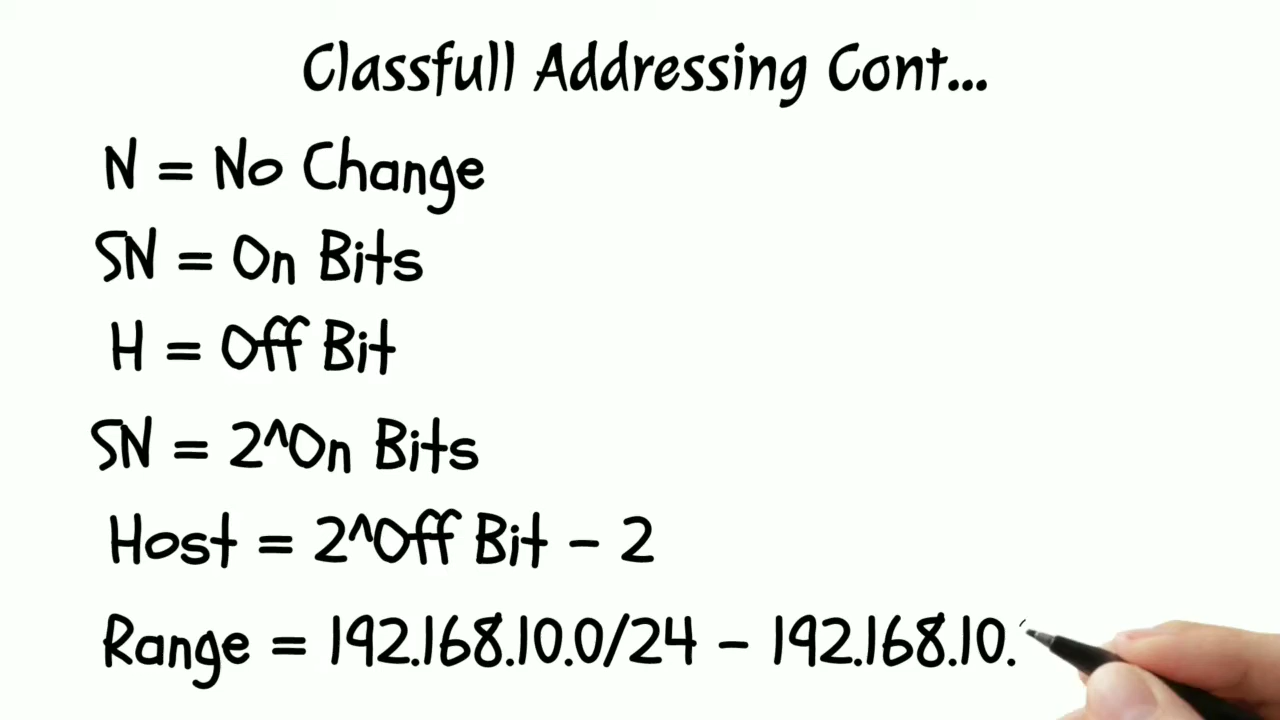 Classfull Addressing Cont...
N = No Change
SN = On Bits
H = Off Bit
SN = 2^On Bits
Host = 2^Off Bit - 2
Range = 192.168.10.0/24 - 192.168.10.